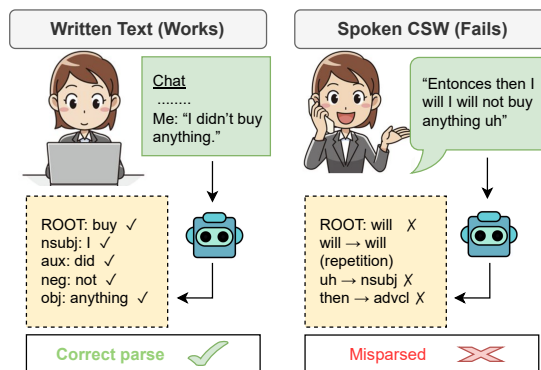 Written Text (Works)
Chat
........
Me: “I didn’t buy
anything.”
ROOT: buy ✓
nsubj: I ✓
aux: did ✓
neg: not ✓
obj: anything ✓
Correct parse
Spoken CSW (Fails)
“Entonces then I
will I will not buy
anything uh”
ROOT: will ✗
will → will
(repetition)
uh → nsubj ✗
then → advcl ✗
Misparsed